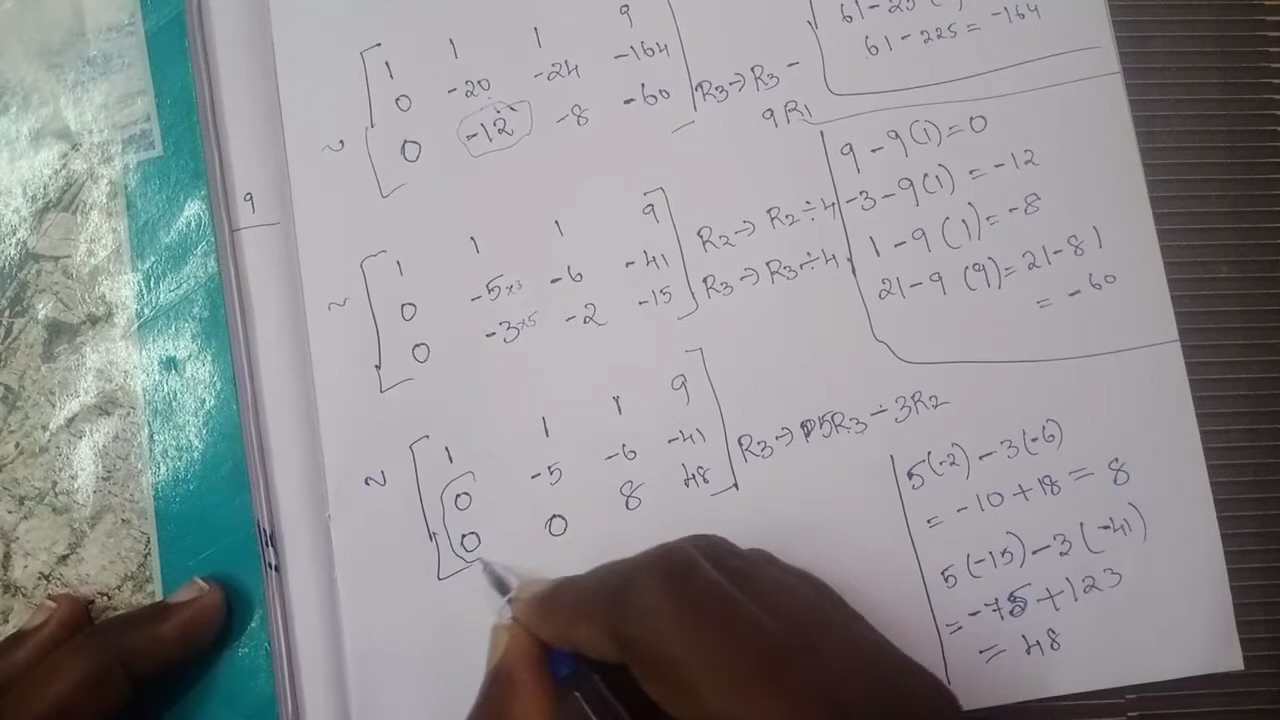 1 1 1 9
0 -20 -24 -164
~ 0 -12 -8 -60 R3→R3-
9R1
61-225=-164
9-9(1)=0
-3-9(1)=-12
1-9(1)=-8
21-9(9)=21-81
=-60
9
1 1 1 9
~ 0 -5×3 -6 -41 R2→R2÷4
0 -3×5 -2 -15 R3→R3÷4
1 1 1 9
~ 0 -5 -6 -41 R3→5R3-3R2
0 0 8 48
5(-2)-3(-6)
=-10+18=8
5(-15)-3(-41)
=-75+123
=48